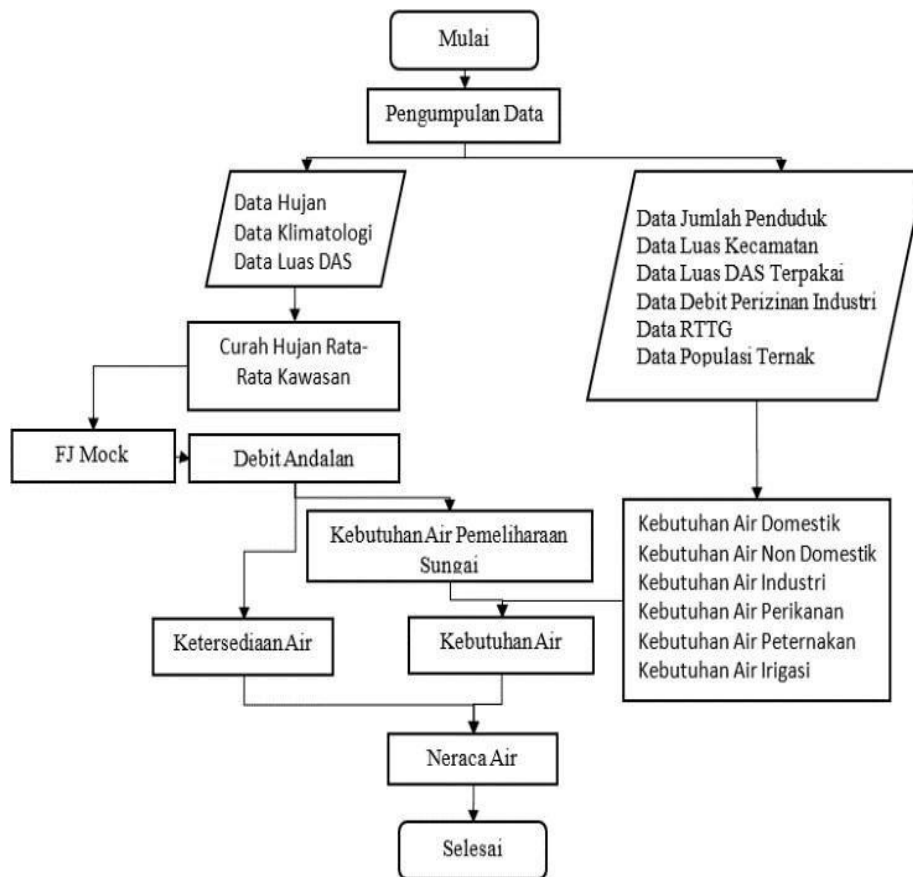 Mulai
Pengumpulan Data
Data Hujan
Data Klimatologi
Data Luas DAS
Data Jumlah Penduduk
Data Luas Kecamatan
Data Luas DAS Terpakai
Data Debit Perizinan Industri
Data RTTG
Data Populasi Ternak
Curah Hujan Rata-
Rata Kawasan
FJ Mock
Debit Andalan
Kebutuhan Air Pemeliharaan
Sungai
Kebutuhan Air Domestik
Kebutuhan Air Non Domestik
Kebutuhan Air Industri
Kebutuhan Air Perikanan
Kebutuhan Air Peternakan
Kebutuhan Air Irigasi
Ketersediaan Air
Kebutuhan Air
Neraca Air
Selesai